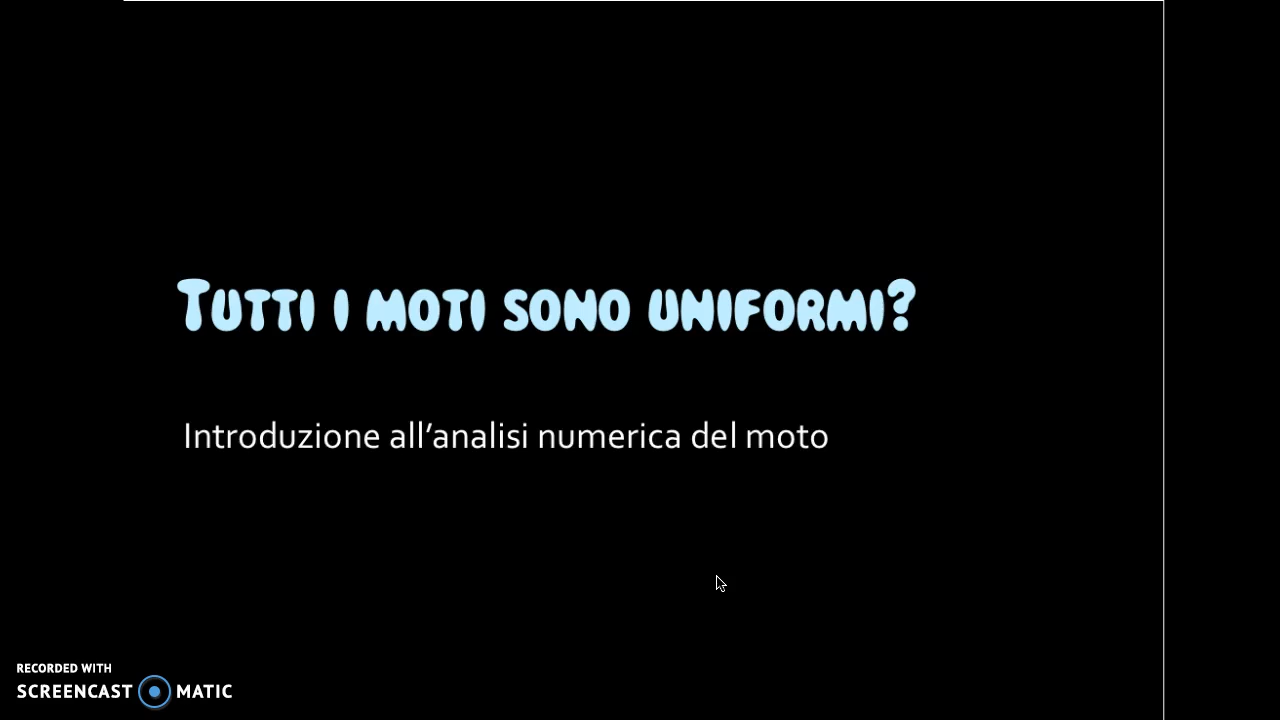 Tutti i moti sono uniformi?
Introduzione all’analisi numerica del moto
RECORDED WITH
SCREENCAST MATIC